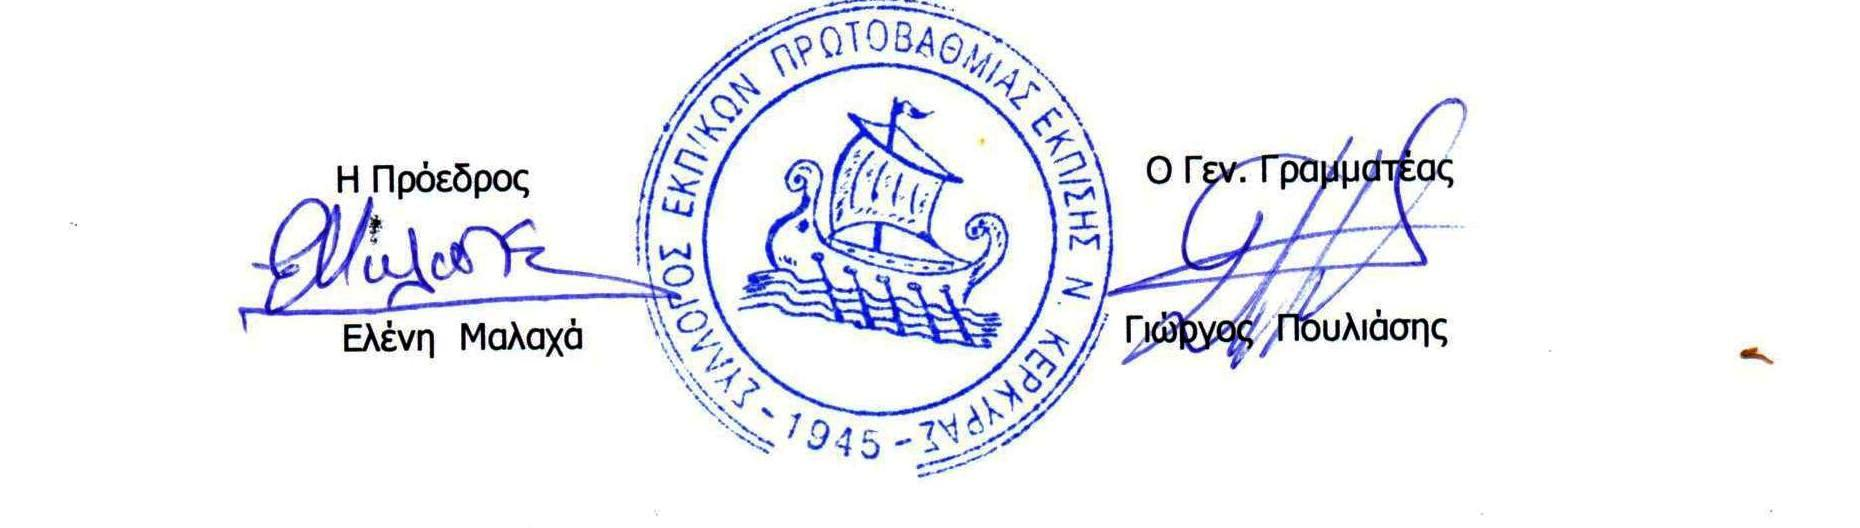 Η Πρόεδρος
Ελένη Μαλαχά
ΣΥΛΛΟΓΟΣ ΕΚΠ/ΚΩΝ ΠΡΩΤΟΒΑΘΜΙΑΣ ΕΚΠ/ΣΗΣ Ν. ΚΕΡΚΥΡΑΣ
- 1945 -
Ο Γεν. Γραμματέας
Γιώργος Πουλιάσης